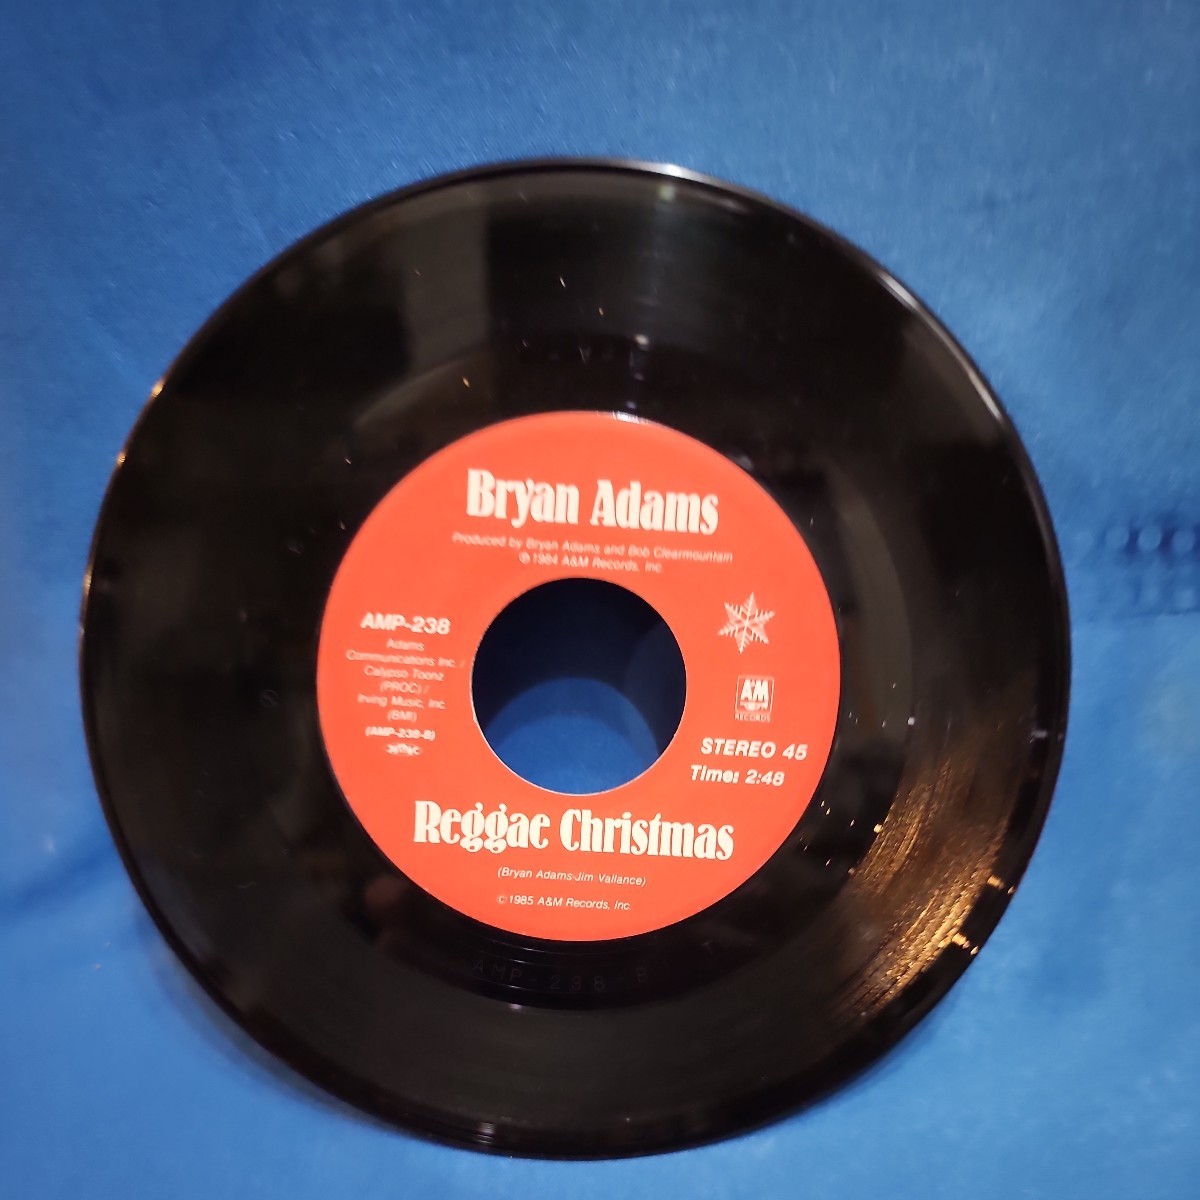 Bryan Adams
Produced by Bryan Adams and Bob Clearmountain
℗ 1984 A&M Records, Inc.
AMP-238
Adams
Communications Inc. /
Calypso Toonz
(PROC) /
Irving Music, Inc.
(BMI)
(AMP-238-B)
A&M
RECORDS
STEREO 45
Time: 2:48
Reggae Christmas
(Bryan Adams-Jim Vallance)
© 1985 A&M Records, Inc.
AMP-238-B